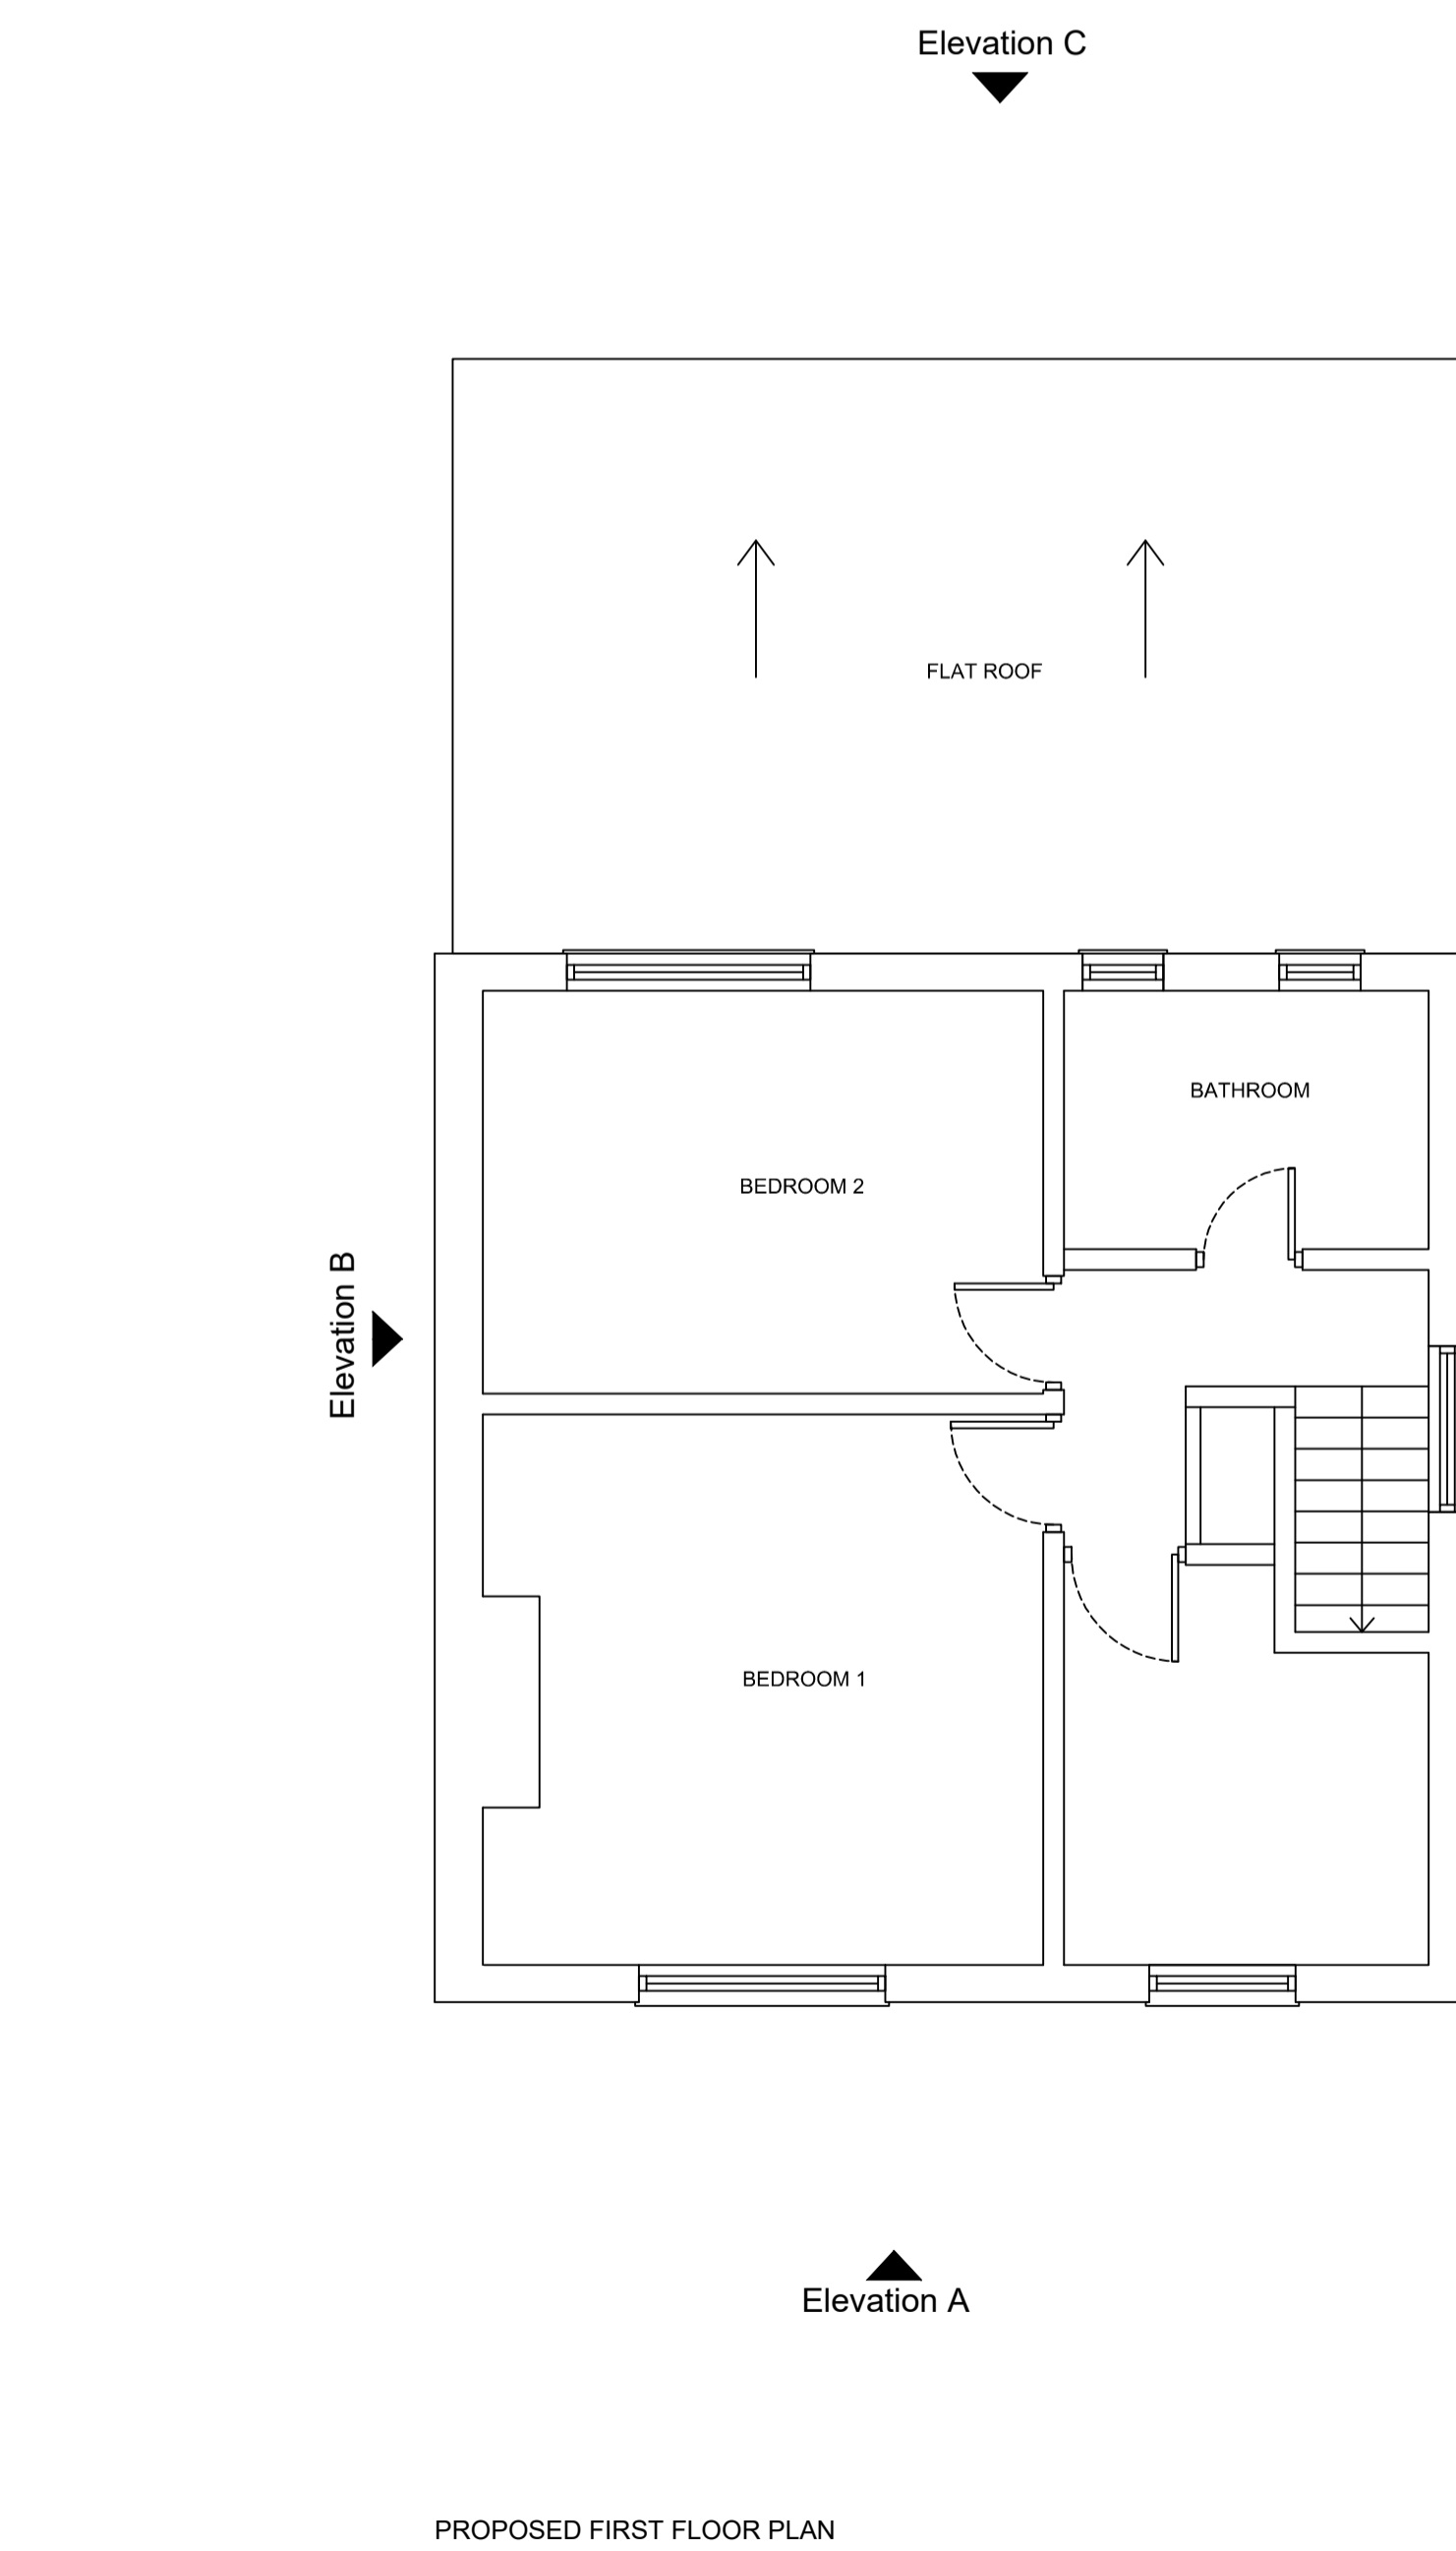 Elevation C
FLAT ROOF
BATHROOM
BEDROOM 2
Elevation B
BEDROOM 1
Elevation A
PROPOSED FIRST FLOOR PLAN